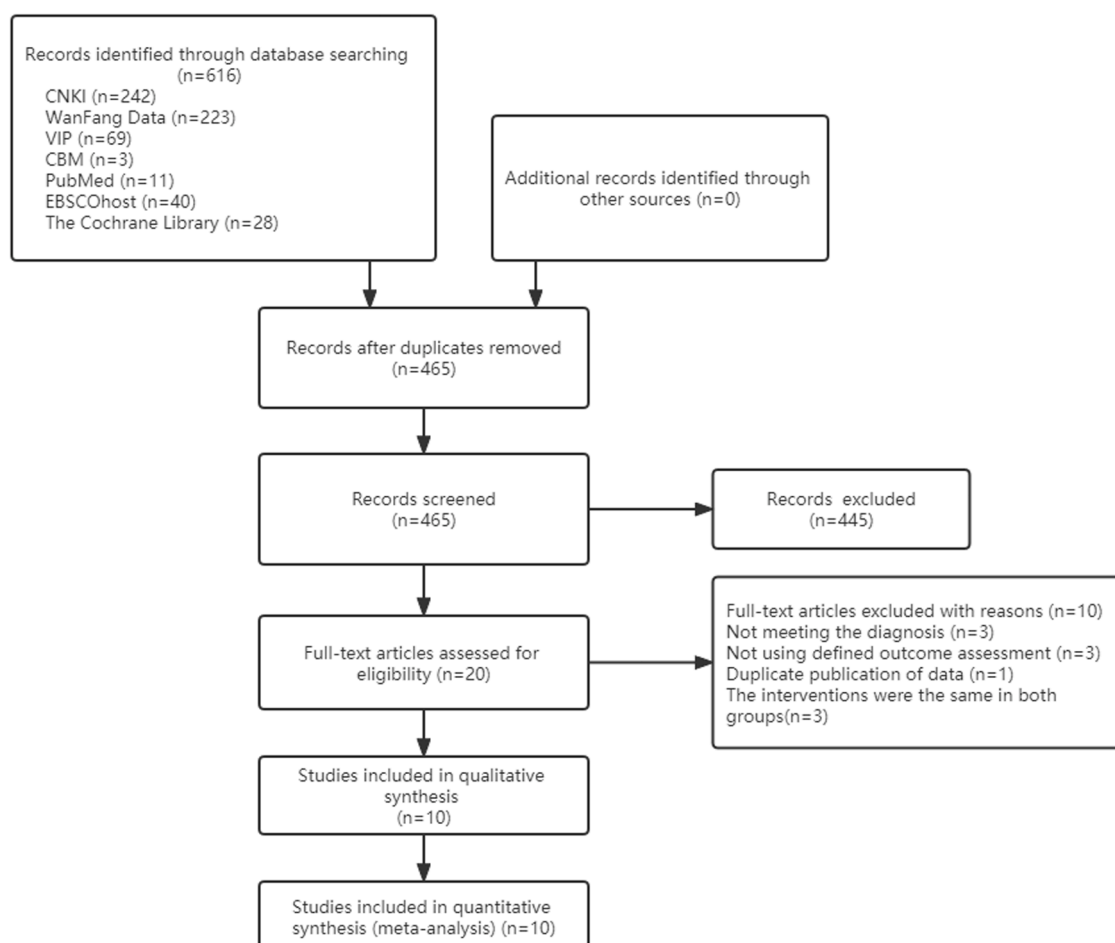 Records identified through database searching
(n=616)
CNKI (n=242)
WanFang Data (n=223)
VIP (n=69)
CBM (n=3)
PubMed (n=11)
EBSCOhost (n=40)
The Cochrane Library (n=28)
Additional records identified through
other sources (n=0)
Records after duplicates removed
(n=465)
Records screened
(n=465)
Records excluded
(n=445)
Full-text articles assessed for
eligibility (n=20)
Full-text articles excluded with reasons (n=10)
Not meeting the diagnosis (n=3)
Not using defined outcome assessment (n=3)
Duplicate publication of data (n=1)
The interventions were the same in both
groups(n=3)
Studies included in qualitative
synthesis
(n=10)
Studies included in quantitative
synthesis (meta-analysis) (n=10)